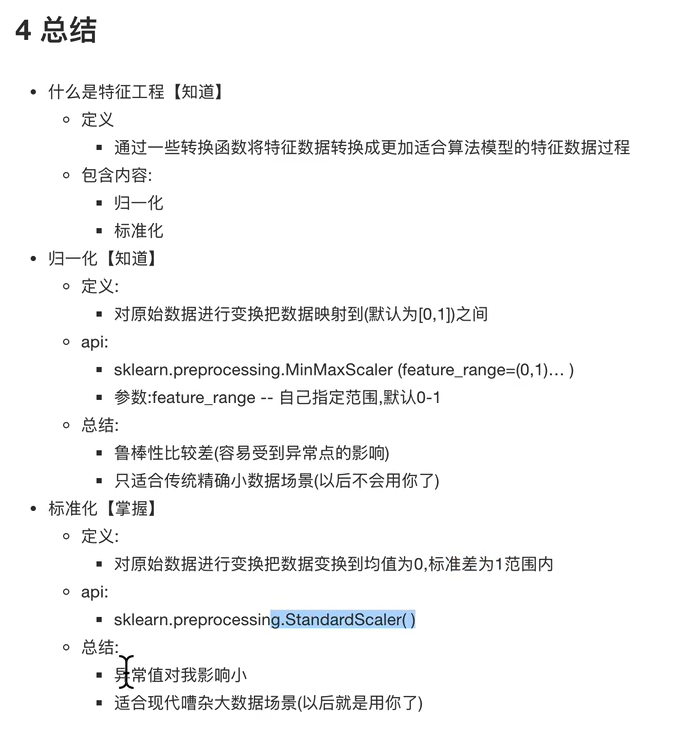 4 总结
什么是特征工程【知道】
定义
通过一些转换函数将特征数据转换成更加适合算法模型的特征数据过程
包含内容:
归一化
标准化
归一化【知道】
定义:
对原始数据进行变换把数据映射到(默认为[0,1])之间
api:
sklearn.preprocessing.MinMaxScaler (feature_range=(0,1)… )
参数:feature_range -- 自己指定范围,默认0-1
总结:
鲁棒性比较差(容易受到异常点的影响)
只适合传统精确小数据场景(以后不会用你了)
标准化【掌握】
定义:
对原始数据进行变换把数据变换到均值为0,标准差为1范围内
api:
sklearn.preprocessing.StandardScaler( )
总结:
异常值对我影响小
适合现代嘈杂大数据场景(以后就是用你了)